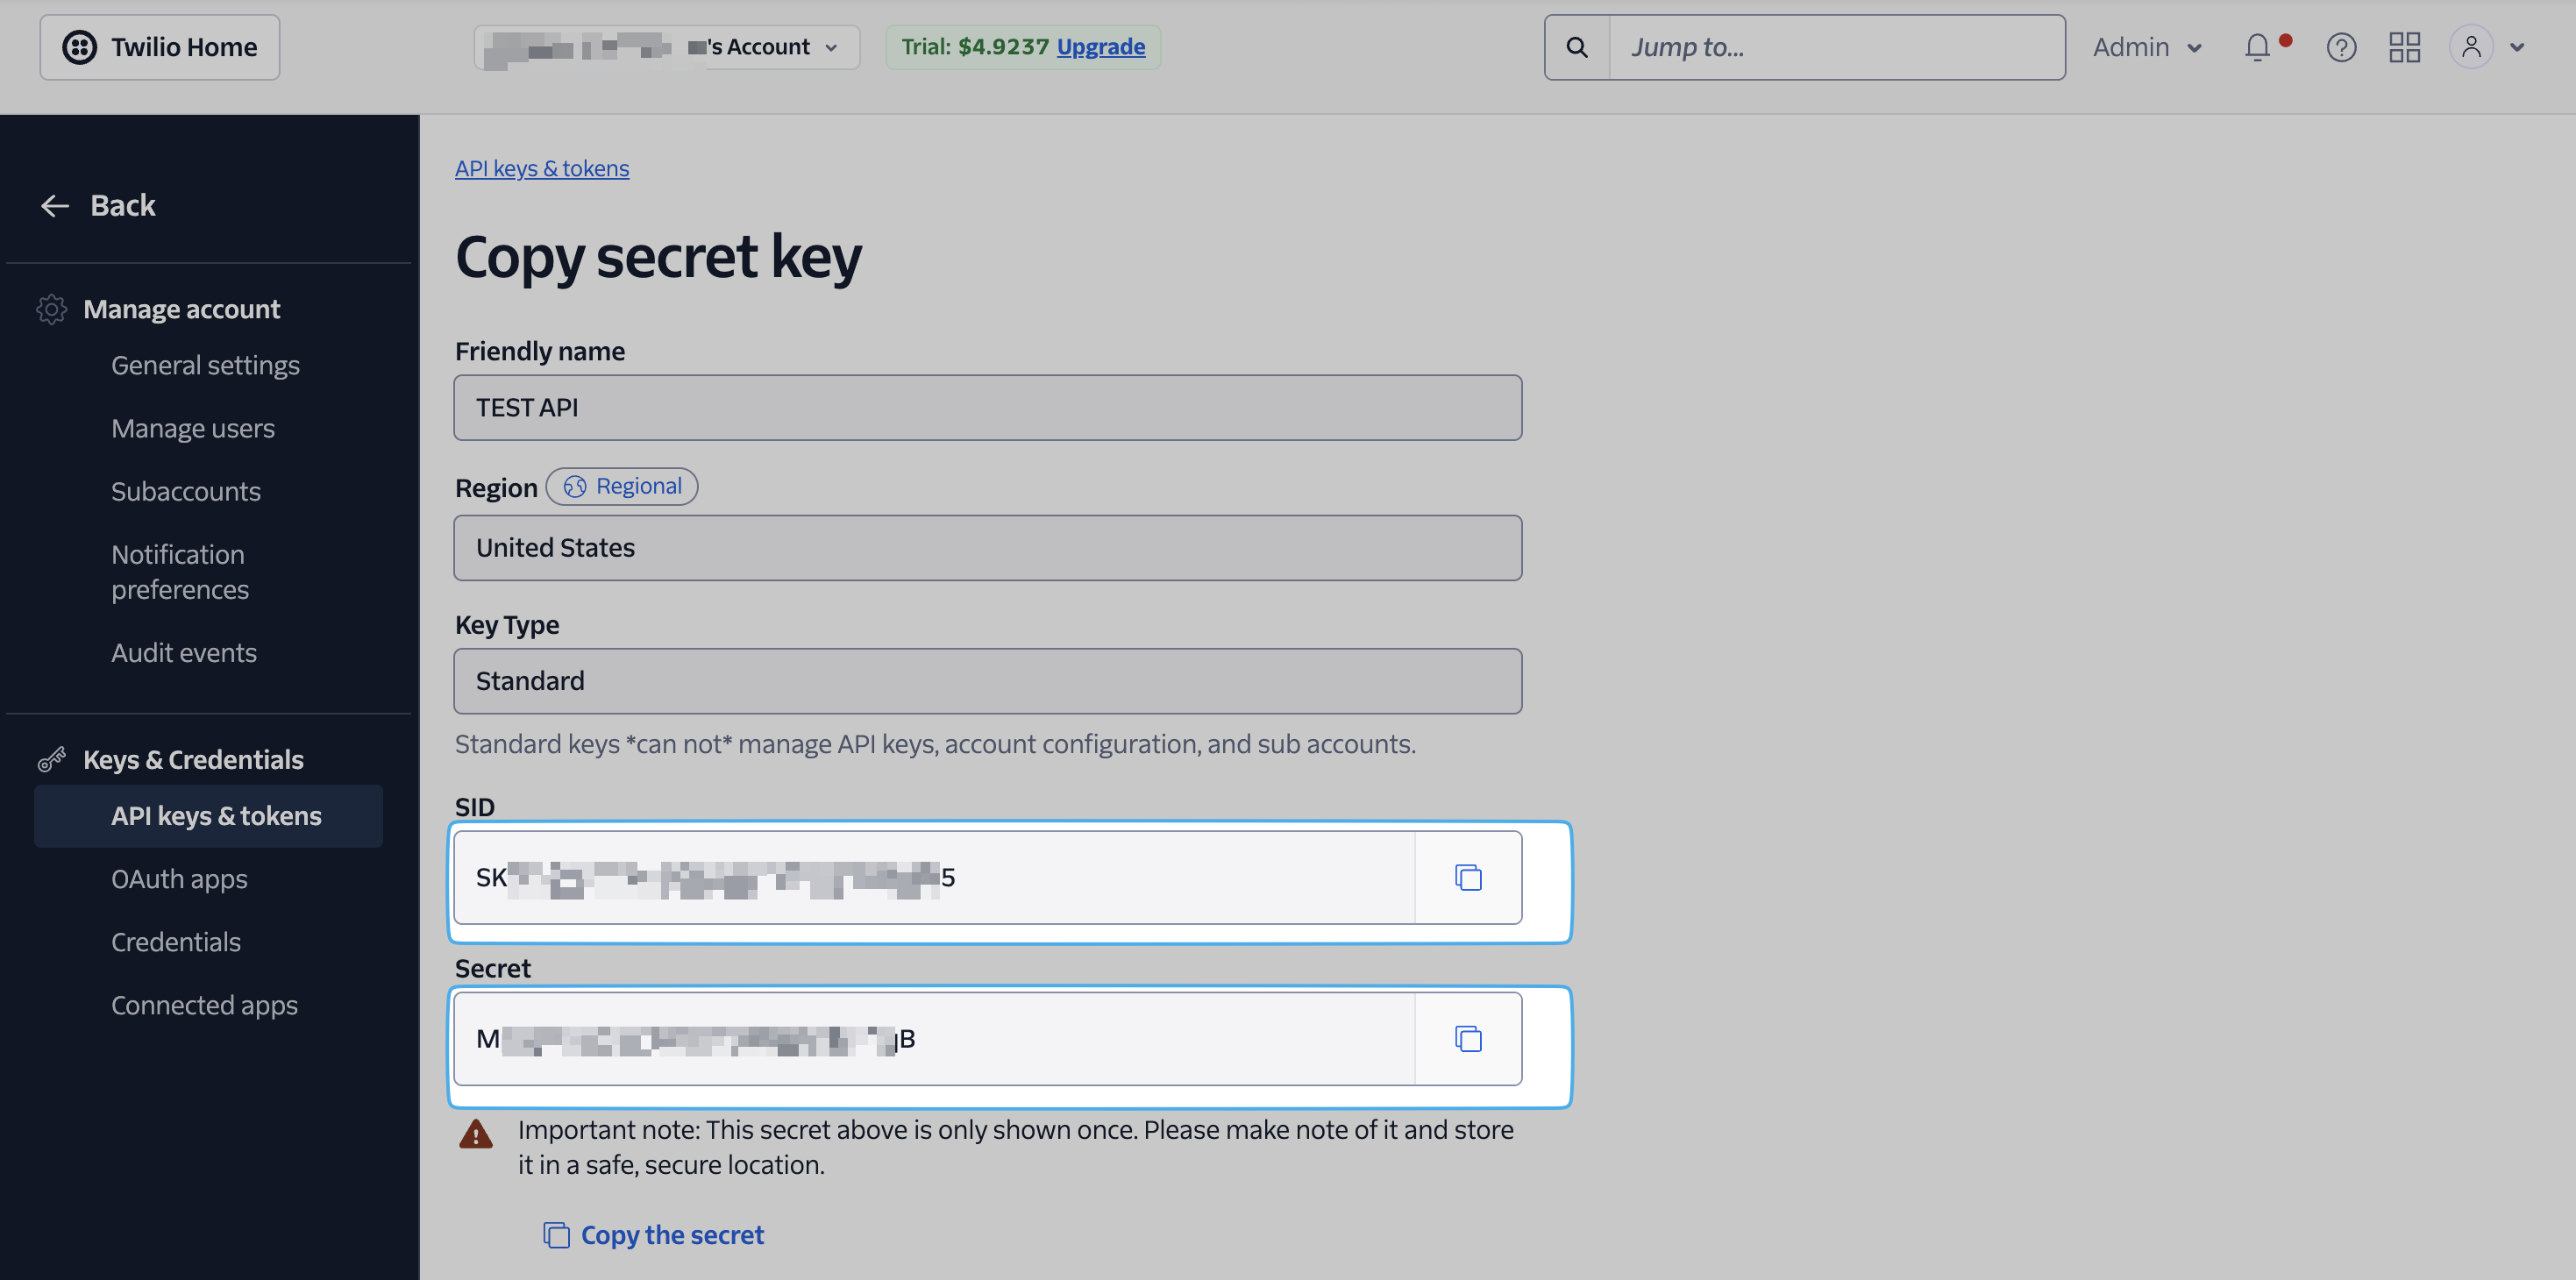 Twilio Home
's Account
Trial: $4.9237 Upgrade
Jump to...
Admin
Back
Manage account
General settings
Manage users
Subaccounts
Notification
preferences
Audit events
Keys & Credentials
API keys & tokens
OAuth apps
Credentials
Connected apps
API keys & tokens
Copy secret key
Friendly name
TEST API
Region
Regional
United States
Key Type
Standard
Standard keys *can not* manage API keys, account configuration, and sub accounts.
SID
SK
5
Secret
M
B
Important note: This secret above is only shown once. Please make note of it and store
it in a safe, secure location.
Copy the secret